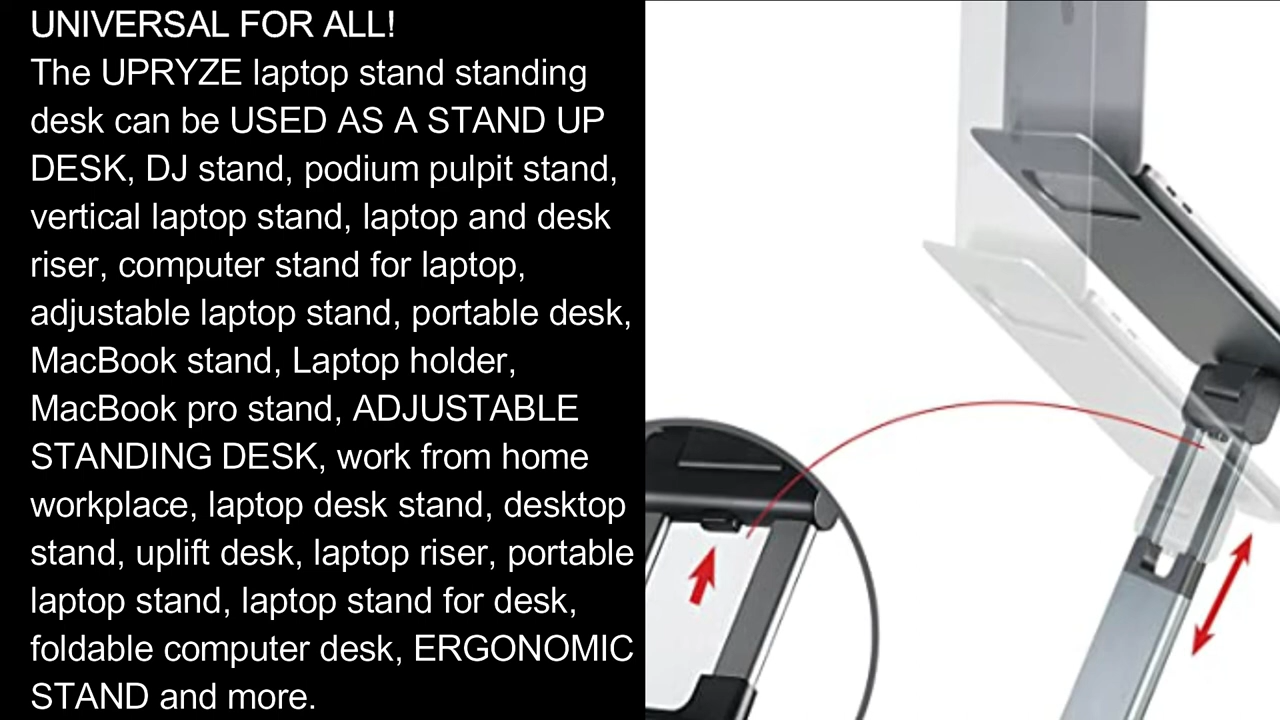 UNIVERSAL FOR ALL!
The UPRYZE laptop stand standing
desk can be USED AS A STAND UP
DESK, DJ stand, podium pulpit stand,
vertical laptop stand, laptop and desk
riser, computer stand for laptop,
adjustable laptop stand, portable desk,
MacBook stand, Laptop holder,
MacBook pro stand, ADJUSTABLE
STANDING DESK, work from home
workplace, laptop desk stand, desktop
stand, uplift desk, laptop riser, portable
laptop stand, laptop stand for desk,
foldable computer desk, ERGONOMIC
STAND and more.